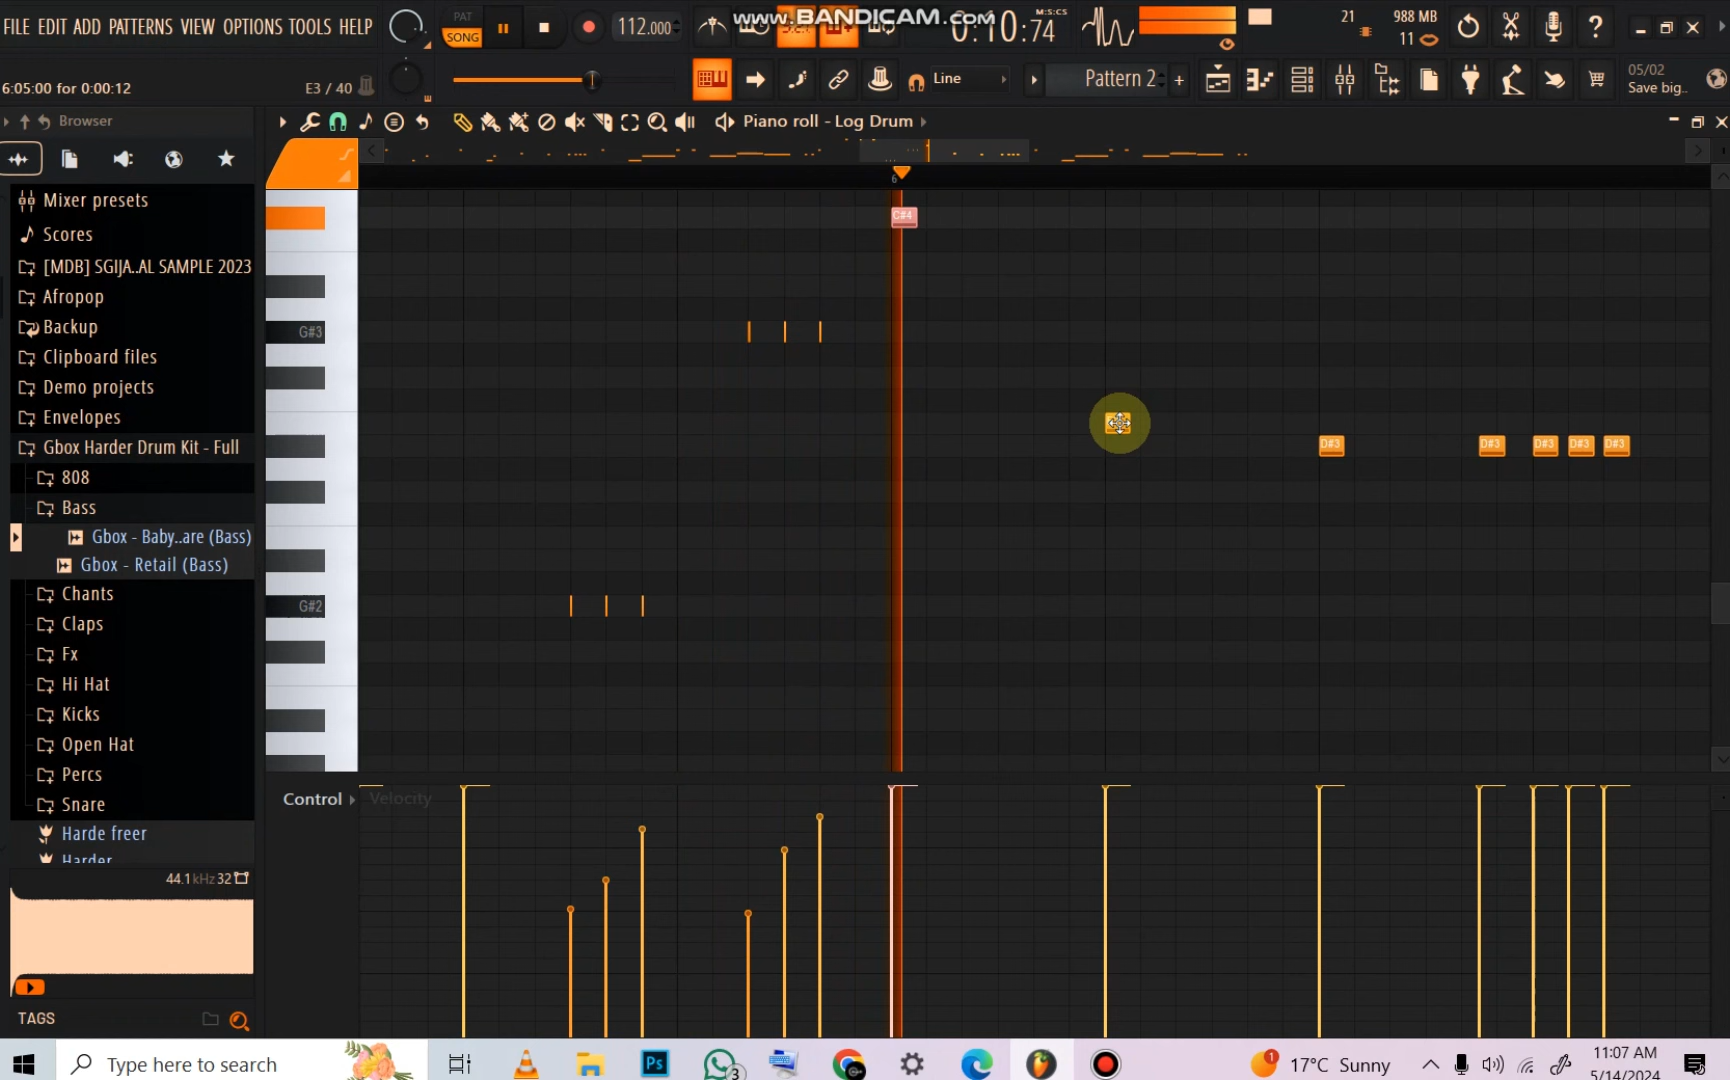 FILE EDIT ADD PATTERNS VIEW OPTIONS TOOLS HELP
PAT
SONG
112.000
www.BANDICAM.com
0:10:74
M:S:CS
21
988 MB
11
6:05:00 for 0:00:12
E3 / 40
Line
Pattern 2
05/02
Save big..
Browser
Piano roll - Log Drum
6
C#4
G#3
D#3
D#3
D#3
D#3
D#3
G#2
Mixer presets
Scores
[MDB] SGIJA..AL SAMPLE 2023
Afropop
Backup
Clipboard files
Demo projects
Envelopes
Gbox Harder Drum Kit - Full
808
Bass
Gbox - Baby..are (Bass)
Gbox - Retail (Bass)
Chants
Claps
Fx
Hi Hat
Kicks
Open Hat
Percs
Snare
Harde freer
Harder
44.1kHz 32
TAGS
Control
Velocity
Type here to search
Ps
3
1
17°C Sunny
11:07 AM
5/14/2024